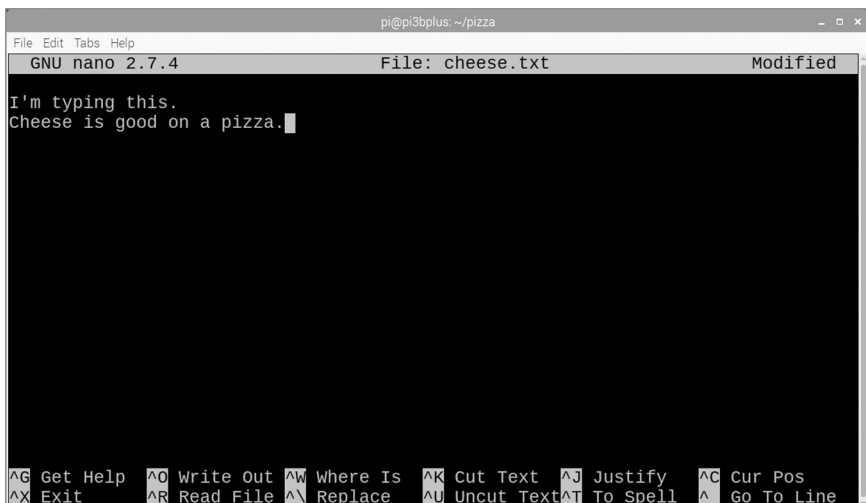 pi@pi3bplus: ~/pizza
File Edit Tabs Help
GNU nano 2.7.4 File: cheese.txt Modified
I'm typing this.
Cheese is good on a pizza.
^G Get Help ^O Write Out ^W Where Is ^K Cut Text ^J Justify ^C Cur Pos
^X Exit ^R Read File ^\ Replace ^U Uncut Text ^T To Spell ^ Go To Line